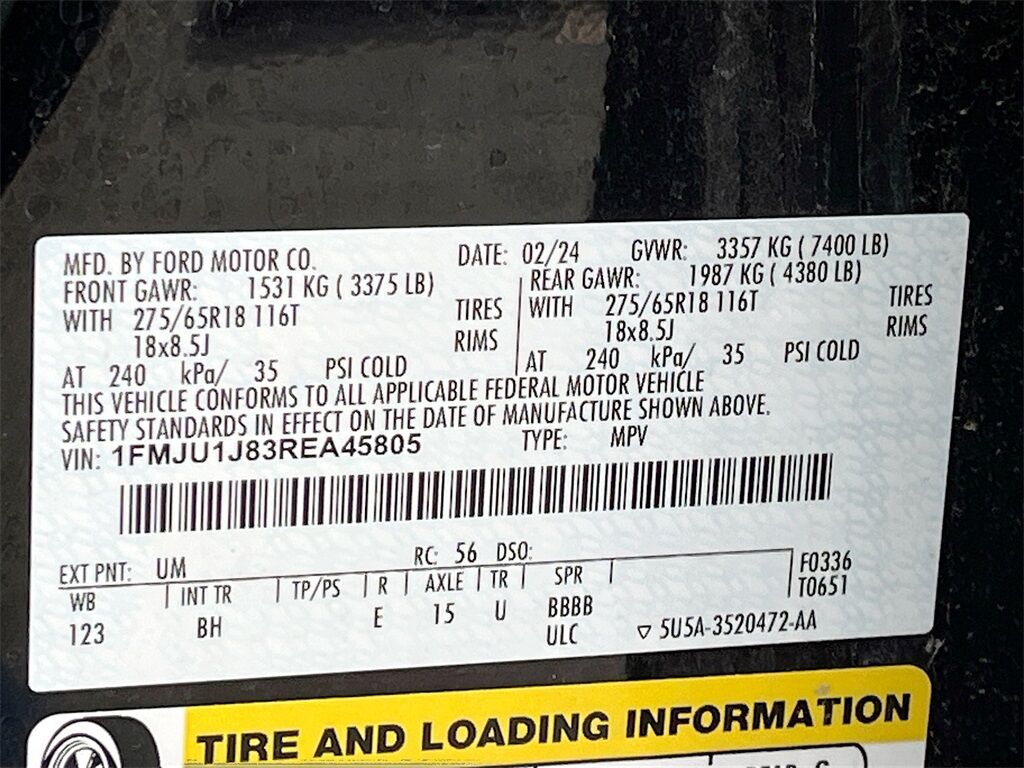 MFD. BY FORD MOTOR CO. DATE: 02/24 GVWR: 3357 KG ( 7400 LB)
FRONT GAWR: 1531 KG ( 3375 LB) REAR GAWR: 1987 KG ( 4380 LB)
WITH 275/65R18 116T TIRES WITH 275/65R18 116T TIRES
18x8.5J RIMS 18x8.5J RIMS
AT 240 kPa/ 35 PSI COLD AT 240 kPa/ 35 PSI COLD
THIS VEHICLE CONFORMS TO ALL APPLICABLE FEDERAL MOTOR VEHICLE
SAFETY STANDARDS IN EFFECT ON THE DATE OF MANUFACTURE SHOWN ABOVE.
VIN: 1FMJU1J83REA45805 TYPE: MPV
EXT PNT: UM RC: 56 DSO:
WB INT TR TP/PS R AXLE TR SPR F0336
T0651
123 BH E 15 U BBBB
ULC ▽ 5U5A-3520472-AA
TIRE AND LOADING INFORMATION